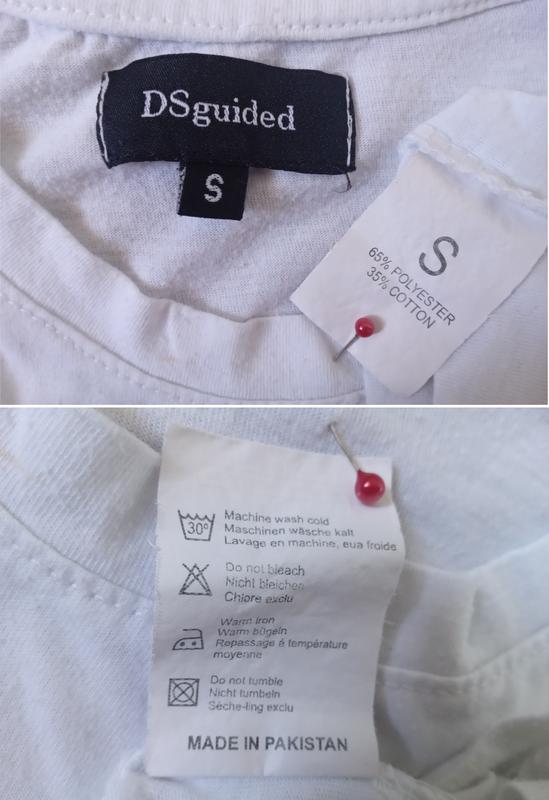 DSguided
S
S
65% POLYESTER
35% COTTON
30°
Machine wash cold
Maschinen wäsche kalt
Lavage en machine, eua froide
Do not bleach
Nicht bleichen
Chlore exclu
Warm Iron
Warm bügeln
Repassage é température
moyenne
Do not tumble
Nicht tumbeln
Sèche-ling exclu
MADE IN PAKISTAN